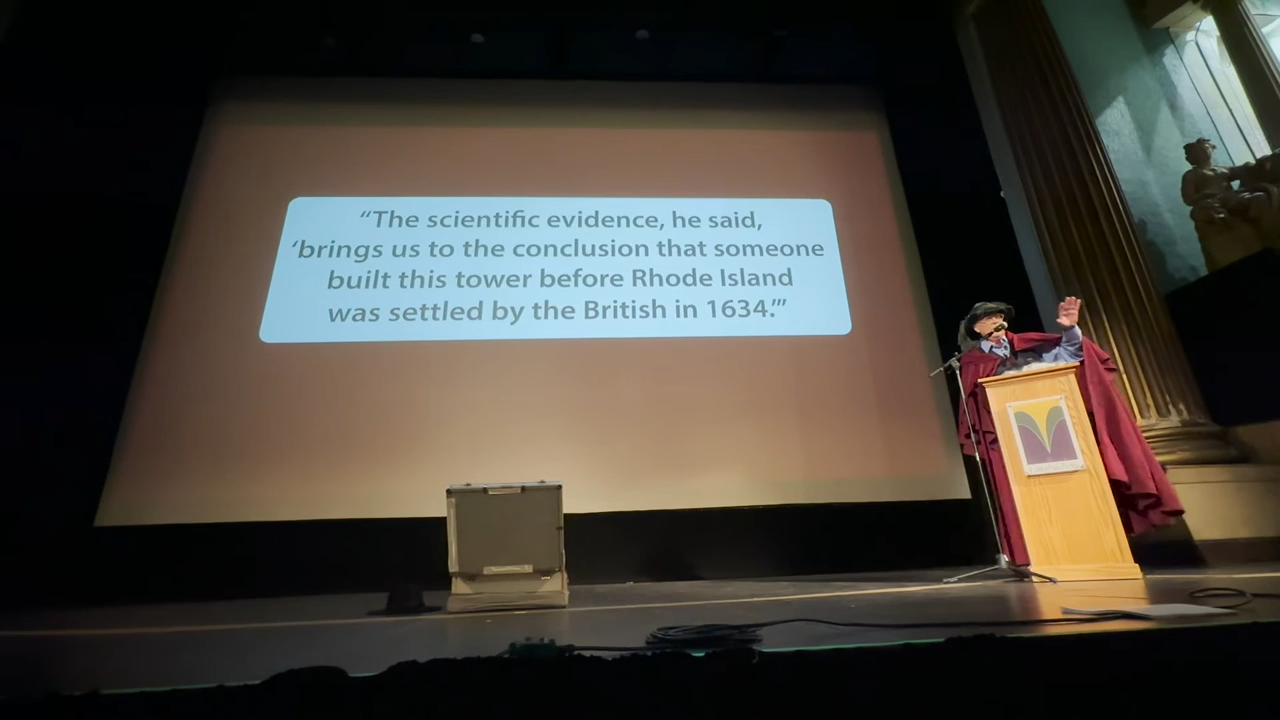 “The scientific evidence, he said,
‘brings us to the conclusion that someone
built this tower before Rhode Island
was settled by the British in 1634.’”